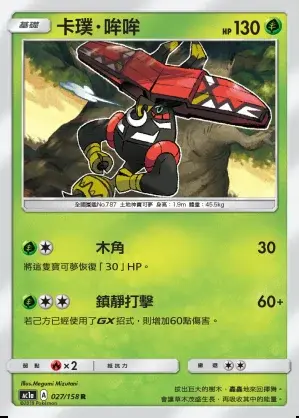 基礎 卡璞・哞哞 HP 130
全國圖鑑No.787 土地神寶可夢 身高：1.9m 體重：45.5kg
木角 30
將這隻寶可夢恢復「30」HP。
鎮靜打擊 60+
若己方已經使用了GX招式，則增加60點傷害。
弱點 ×2 抵抗力 撤退
Illus.Megumi Mizutani
AC1a A 027/158 R
©2019 Pokémon
拔出巨大的樹木，轟轟地來回揮舞。
會讓草木茂盛生長，再吸收其中的能量。